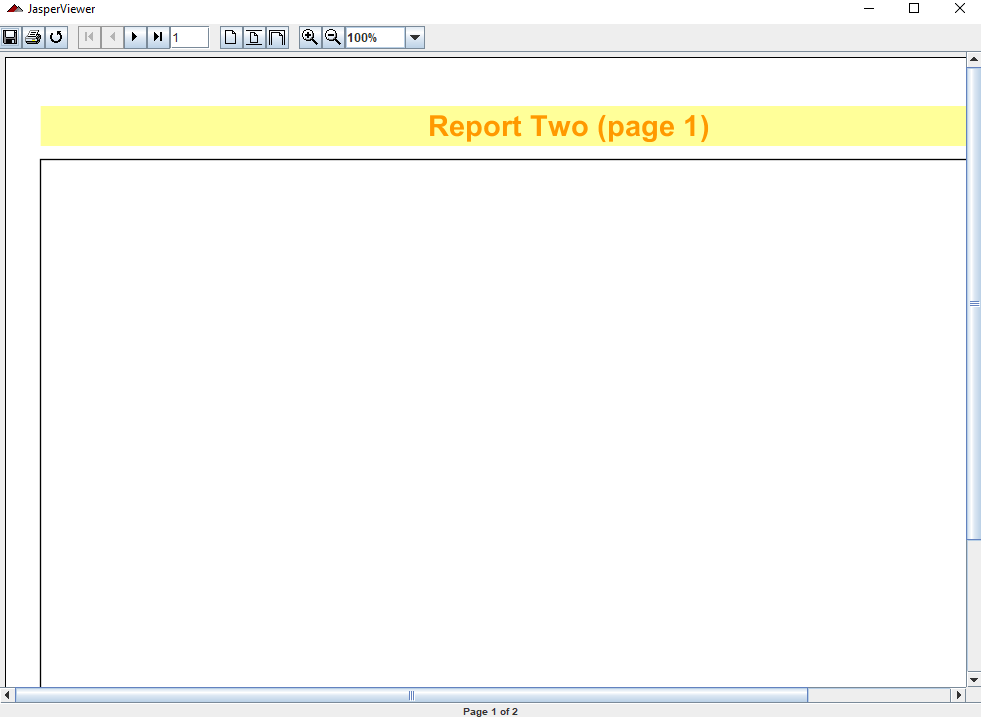 JasperViewer
1
100%
Report Two (page 1)
Page 1 of 2